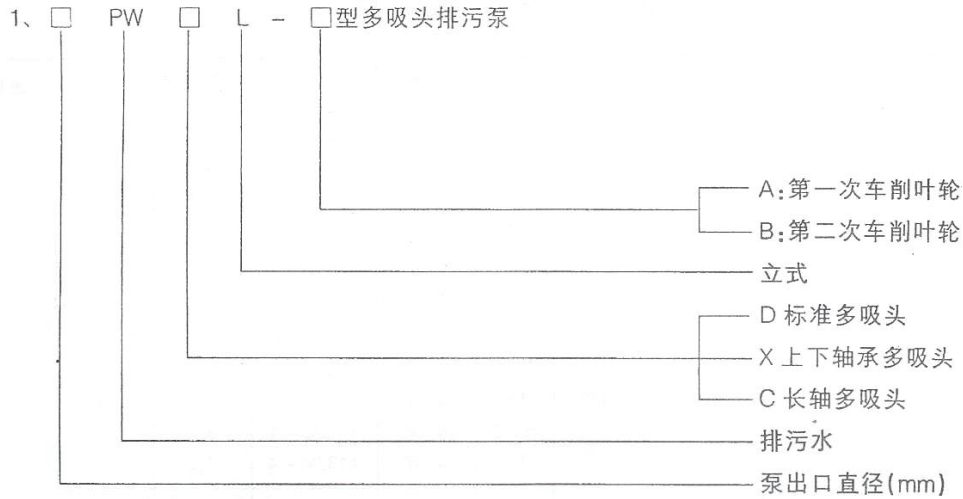 1、□ PW □ L － □型多吸头排污泵
A:第一次车削叶轮
B:第二次车削叶轮
立式
D 标准多吸头
X 上下轴承多吸头
C 长轴多吸头
排污水
泵出口直径(mm)